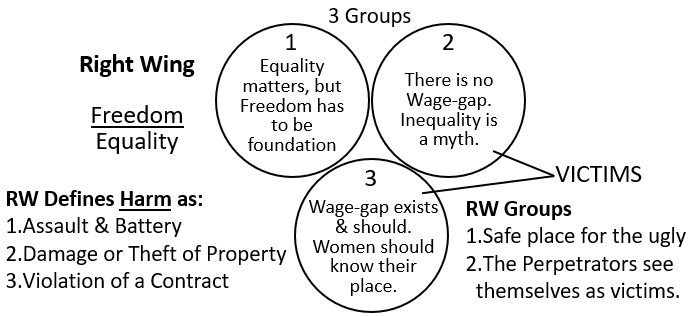 3 Groups
Right Wing
Freedom
Equality
1
Equality
matters, but
Freedom has
to be
foundation
2
There is no
Wage-gap.
Inequality is
a myth.
3
Wage-gap exists
& should.
Women should
know their
place.
VICTIMS
RW Defines Harm as:
1.Assault & Battery
2.Damage or Theft of Property
3.Violation of a Contract
RW Groups
1.Safe place for the ugly
2.The Perpetrators see
themselves as victims.